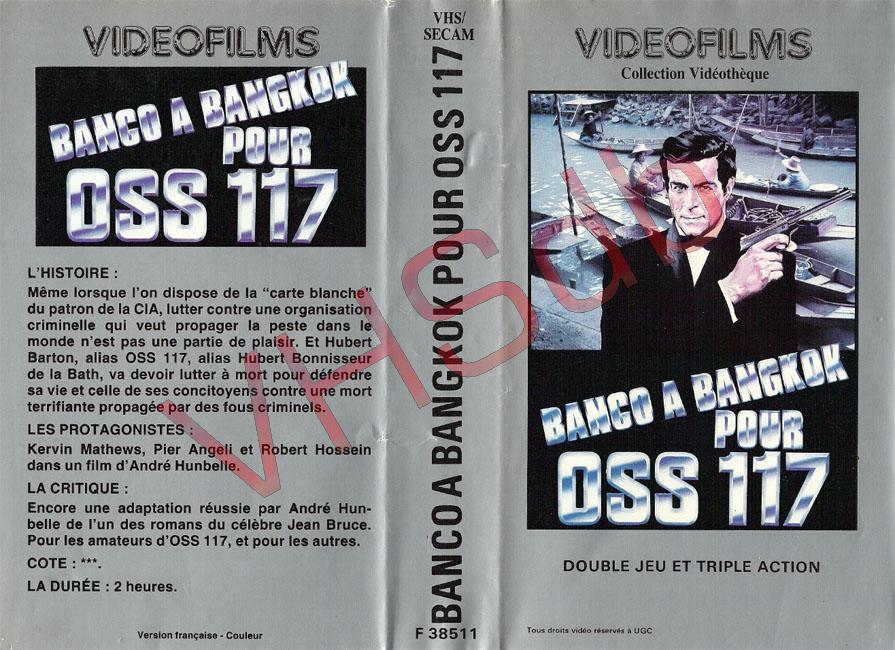 VIDEOFILMS
BANCO A BANGKOK
POUR
OSS 117
L'HISTOIRE :
Même lorsque l'on dispose de la “carte blanche”
du patron de la CIA, lutter contre une organisation
criminelle qui veut propager la peste dans le
monde n'est pas une partie de plaisir. Et Hubert
Barton, alias OSS 117, alias Hubert Bonnisseur
de la Bath, va devoir lutter à mort pour défendre
sa vie et celle de ses concitoyens contre une mort
terrifiante propagée par des fous criminels.
LES PROTAGONISTES :
Kervin Mathews, Pier Angeli et Robert Hossein
dans un film d'André Hunbelle.
LA CRITIQUE :
Encore une adaptation réussie par André Hun-
belle de l'un des romans du célèbre Jean Bruce.
Pour les amateurs d'OSS 117, et pour les autres.
COTE : ***.
LA DURÉE : 2 heures.
Version française - Couleur
VHS/
SECAM
BANCO A BANGKOK POUR OSS 117
F 38511
VIDEOFILMS
Collection Vidéothèque
BANCO A BANGKOK
POUR
OSS 117
DOUBLE JEU ET TRIPLE ACTION
Tous droits vidéo réservés à UGC
VHSdb